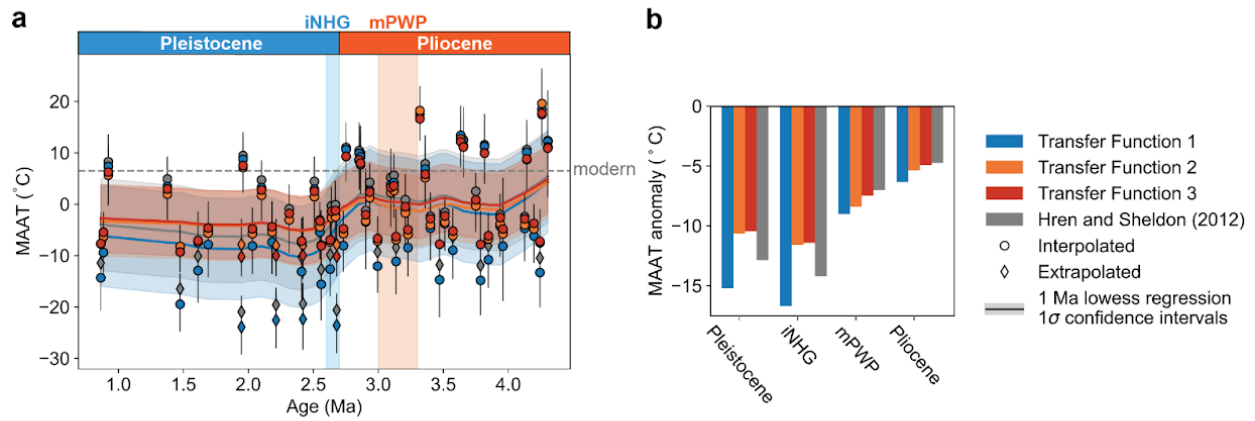 a
iNHG mPWP
Pleistocene Pliocene
MAAT (°C)
20
10
0
−10
−20
−30
modern
1.0 1.5 2.0 2.5 3.0 3.5 4.0
Age (Ma)
b
MAAT anomaly (°C)
0
−5
−10
−15
Pleistocene
iNHG
mPWP
Pliocene
Transfer Function 1
Transfer Function 2
Transfer Function 3
Hren and Sheldon (2012)
Interpolated
Extrapolated
1 Ma lowess regression
1σ confidence intervals